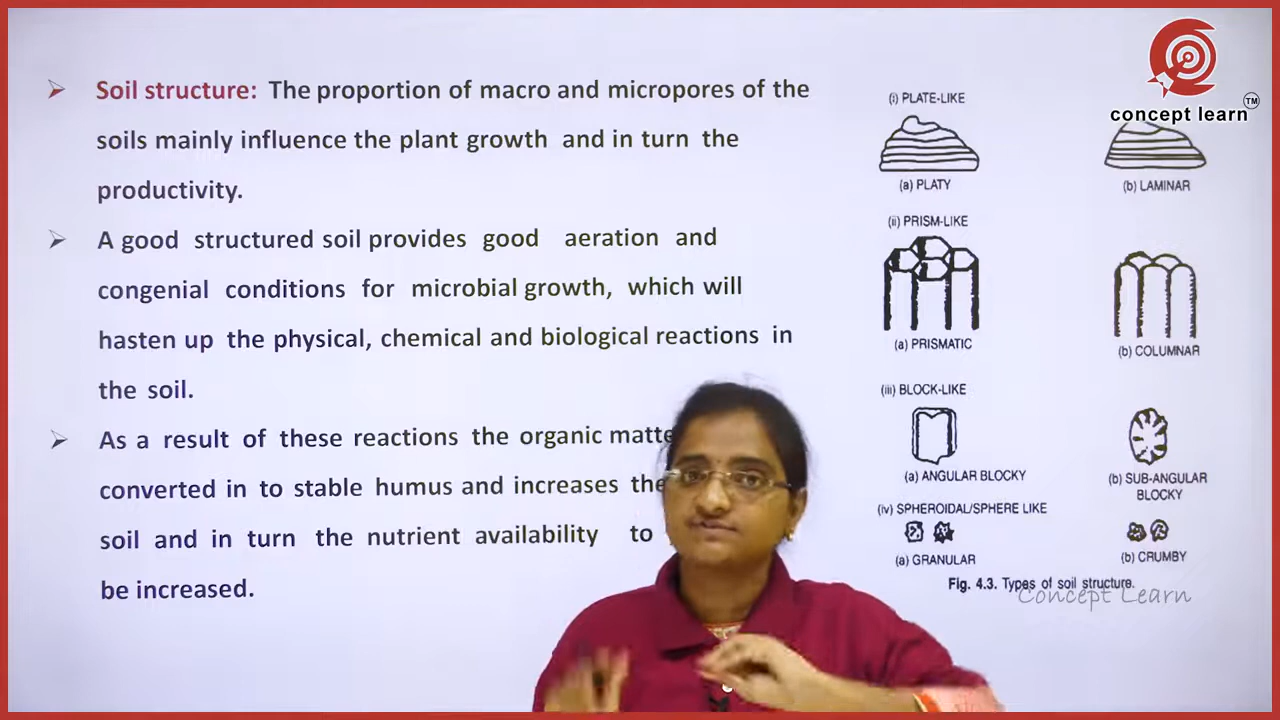 Soil structure: The proportion of macro and micropores of the
soils mainly influence the plant growth and in turn the
productivity.
A good structured soil provides good aeration and
congenial conditions for microbial growth, which will
hasten up the physical, chemical and biological reactions in
the soil.
As a result of these reactions the organic matte
converted in to stable humus and increases the
soil and in turn the nutrient availability to
be increased.
concept learn TM
(i) PLATE-LIKE
(a) PLATY (b) LAMINAR
(ii) PRISM-LIKE
(a) PRISMATIC (b) COLUMNAR
(iii) BLOCK-LIKE
(a) ANGULAR BLOCKY (b) SUB-ANGULAR
BLOCKY
(iv) SPHEROIDAL/SPHERE LIKE
(a) GRANULAR (b) CRUMBY
Fig. 4.3. Types of soil structure.
Concept Learn